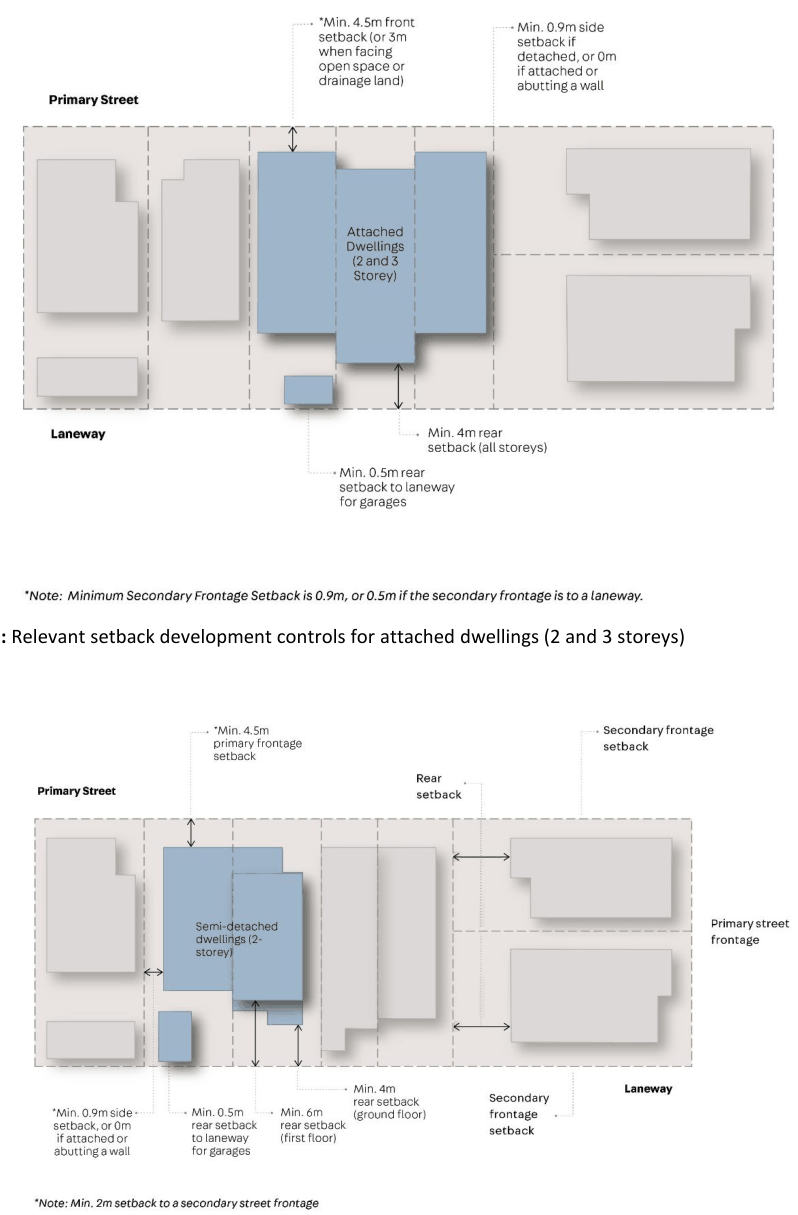 *Min. 4.5m front
setback (or 3m
when facing
open space or
drainage land)
Min. 0.9m side
setback if
detached, or 0m
if attached or
abutting a wall
Primary Street
Attached
Dwellings
(2 and 3
Storey)
Laneway
Min. 4m rear
setback (all storeys)
Min. 0.5m rear
setback to laneway
for garages
*Note: Minimum Secondary Frontage Setback is 0.9m, or 0.5m if the secondary frontage is to a laneway.
: Relevant setback development controls for attached dwellings (2 and 3 storeys)
*Min. 4.5m
primary frontage
setback
Secondary frontage
setback
Rear
setback
Primary Street
Semi-detached
dwellings (2-
storey)
Primary street
frontage
Laneway
*Min. 0.9m side
setback, or 0m
if attached or
abutting a wall
Min. 0.5m
rear setback
to laneway
for garages
Min. 6m
rear setback
(first floor)
Min. 4m
rear setback
(ground floor)
Secondary
frontage
setback
*Note: Min. 2m setback to a secondary street frontage